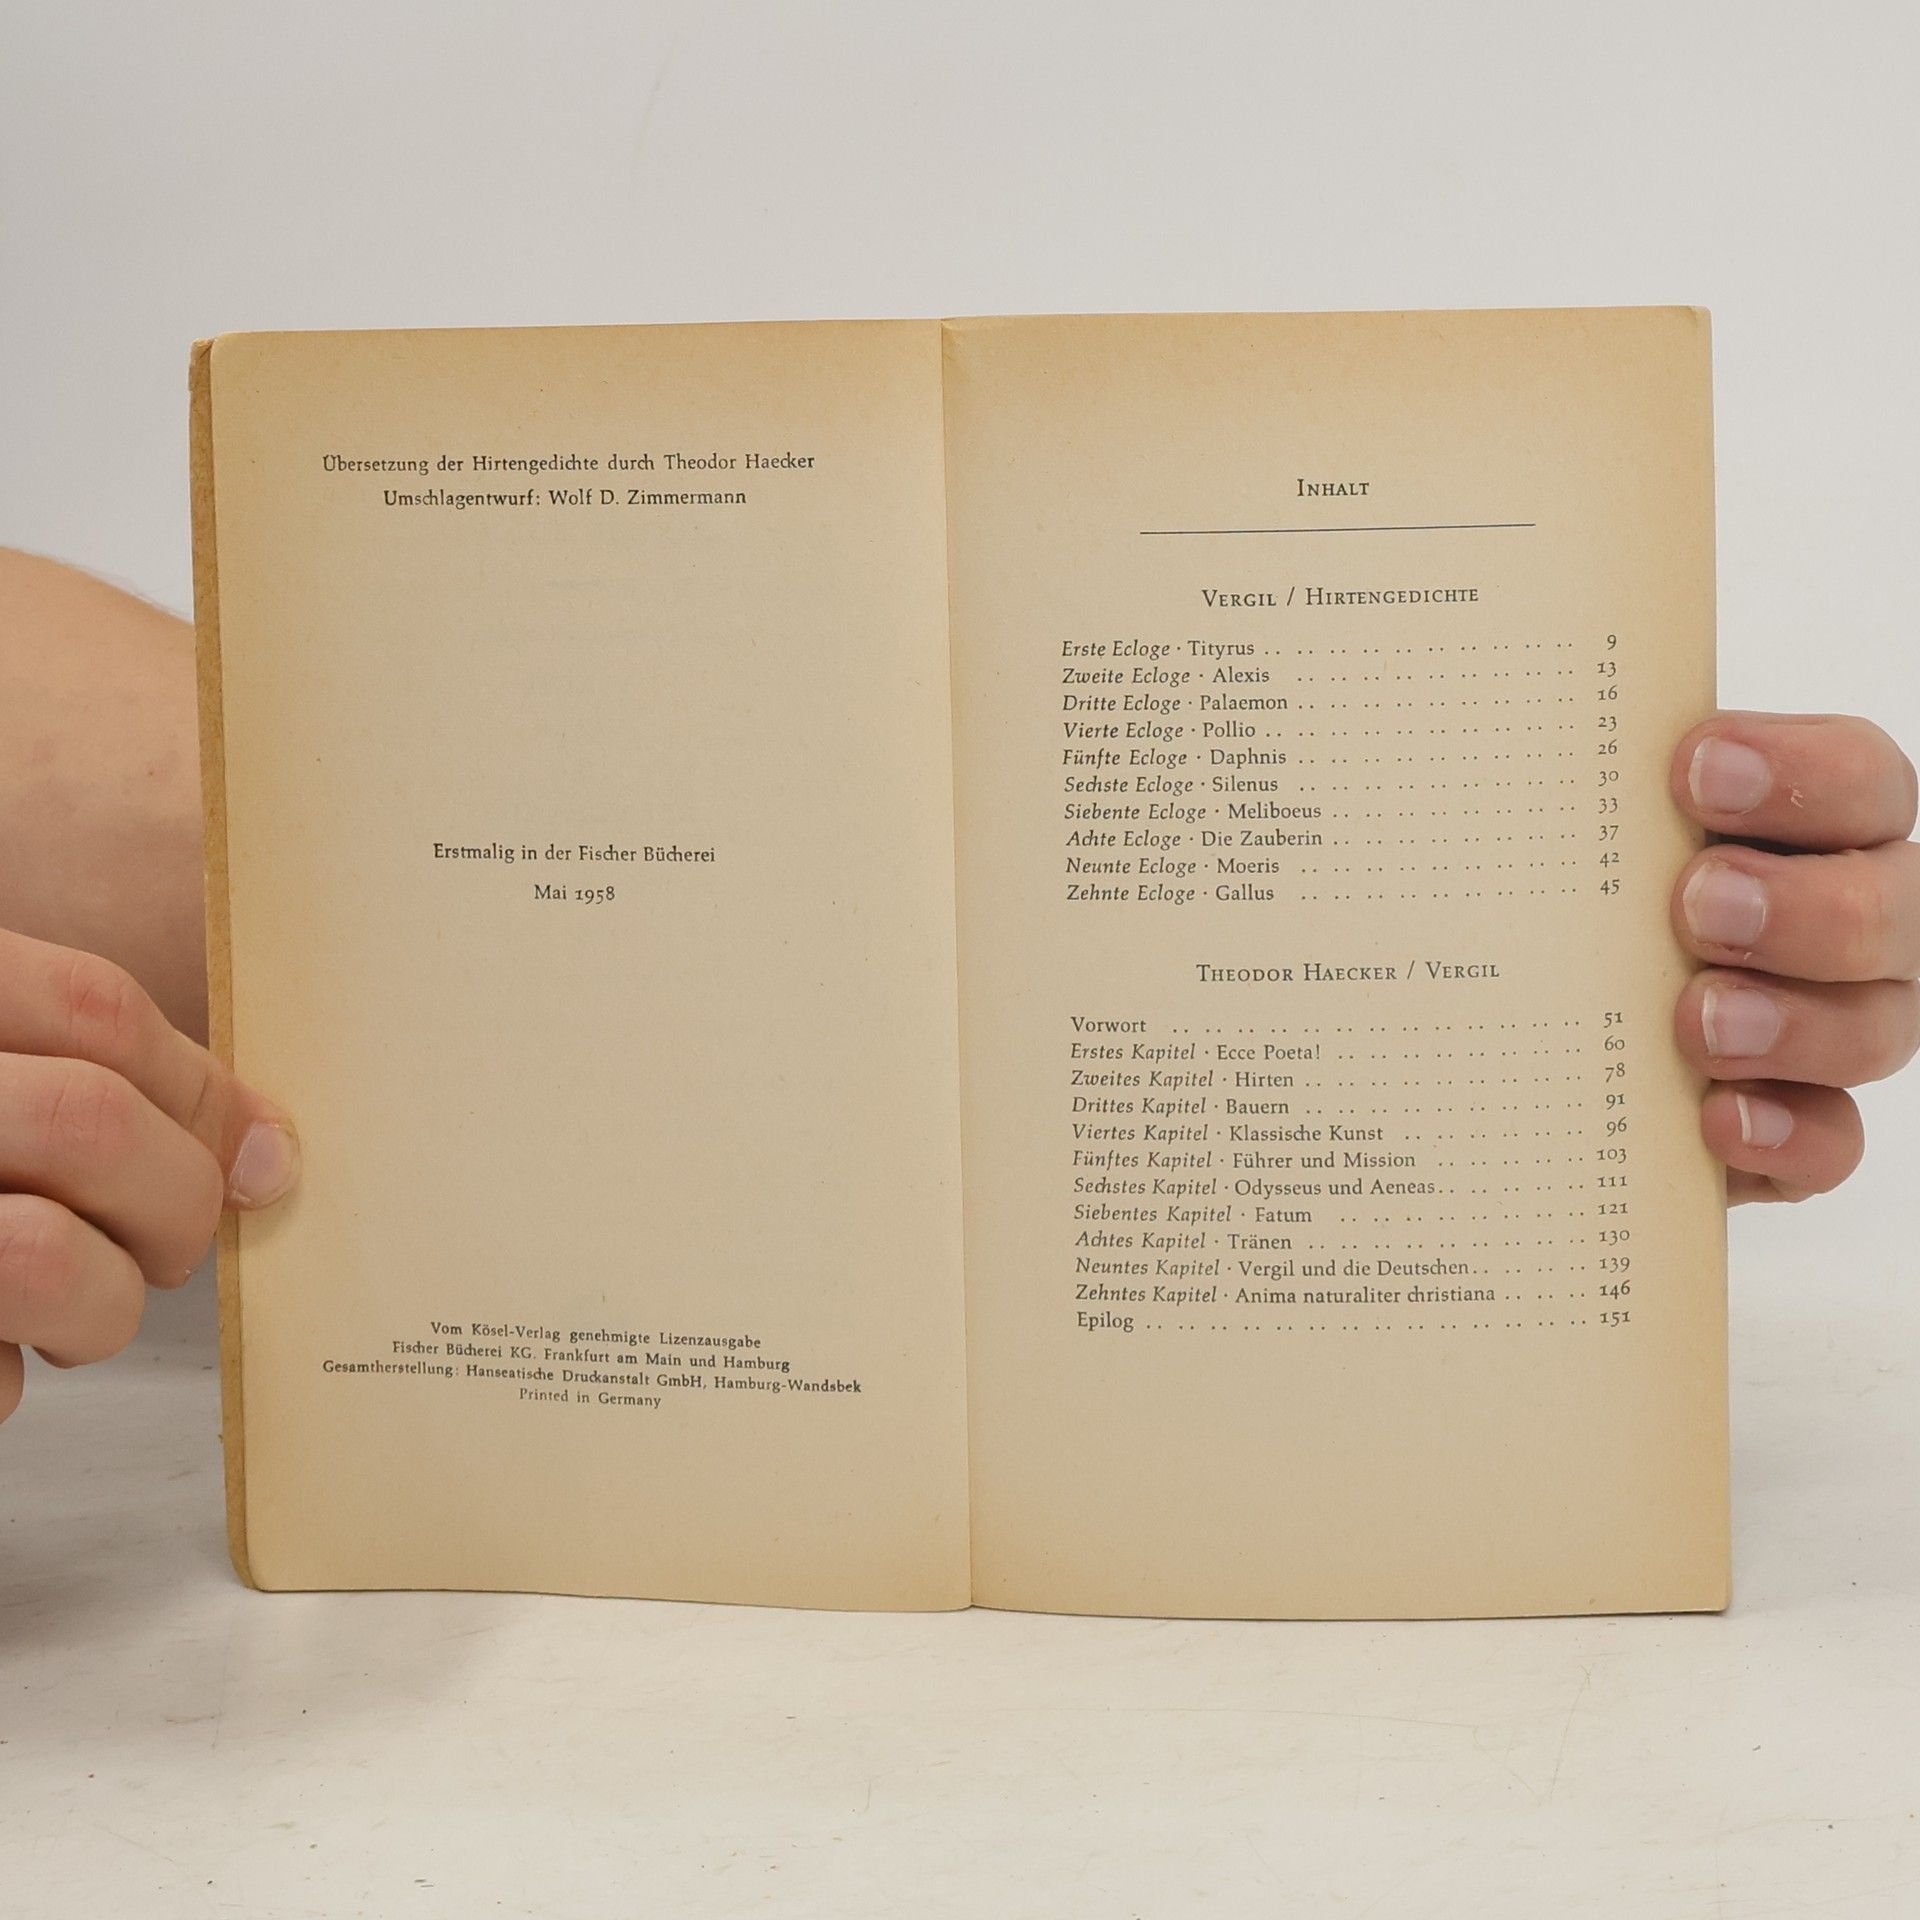 Übersetzung der Hirtengedichte durch Theodor Haecker
Umschlagentwurf: Wolf D. Zimmermann
Erstmalig in der Fischer Bücherei
Mai 1958
Vom Kösel-Verlag genehmigte Lizenzausgabe
Fischer Bücherei KG. Frankfurt am Main und Hamburg
Gesamtherstellung: Hanseatische Druckanstalt GmbH, Hamburg-Wandsbek
Printed in Germany
INHALT
VERGIL / HIRTENGEDICHTE
Erste Ecloge · Tityrus .. .. .. .. .. .. .. .. .. .. 9
Zweite Ecloge · Alexis .. .. .. .. .. .. .. .. .. 13
Dritte Ecloge · Palaemon .. .. .. .. .. .. .. .. .. 16
Vierte Ecloge · Pollio .. .. .. .. .. .. .. .. .. .. 23
Fünfte Ecloge · Daphnis .. .. .. .. .. .. .. .. .. 26
Sechste Ecloge · Silenus .. .. .. .. .. .. .. .. .. 30
Siebente Ecloge · Meliboeus .. .. .. .. .. .. .. .. 33
Achte Ecloge · Die Zauberin .. .. .. .. .. .. .. .. 37
Neunte Ecloge · Moeris .. .. .. .. .. .. .. .. .. 42
Zehnte Ecloge · Gallus .. .. .. .. .. .. .. .. .. 45
THEODOR HAECKER / VERGIL
Vorwort .. .. .. .. .. .. .. .. .. .. .. .. .. 51
Erstes Kapitel · Ecce Poeta! .. .. .. .. .. .. .. .. 60
Zweites Kapitel · Hirten .. .. .. .. .. .. .. .. .. 78
Drittes Kapitel · Bauern .. .. .. .. .. .. .. .. .. 91
Viertes Kapitel · Klassische Kunst .. .. .. .. .. .. 96
Fünftes Kapitel · Führer und Mission .. .. .. .. .. 103
Sechstes Kapitel · Odysseus und Aeneas .. .. .. .. .. 111
Siebentes Kapitel · Fatum .. .. .. .. .. .. .. .. 121
Achtes Kapitel · Tränen .. .. .. .. .. .. .. .. .. 130
Neuntes Kapitel · Vergil und die Deutschen .. .. .. .. 139
Zehntes Kapitel · Anima naturaliter christiana .. .. .. 146
Epilog .. .. .. .. .. .. .. .. .. .. .. .. .. .. 151